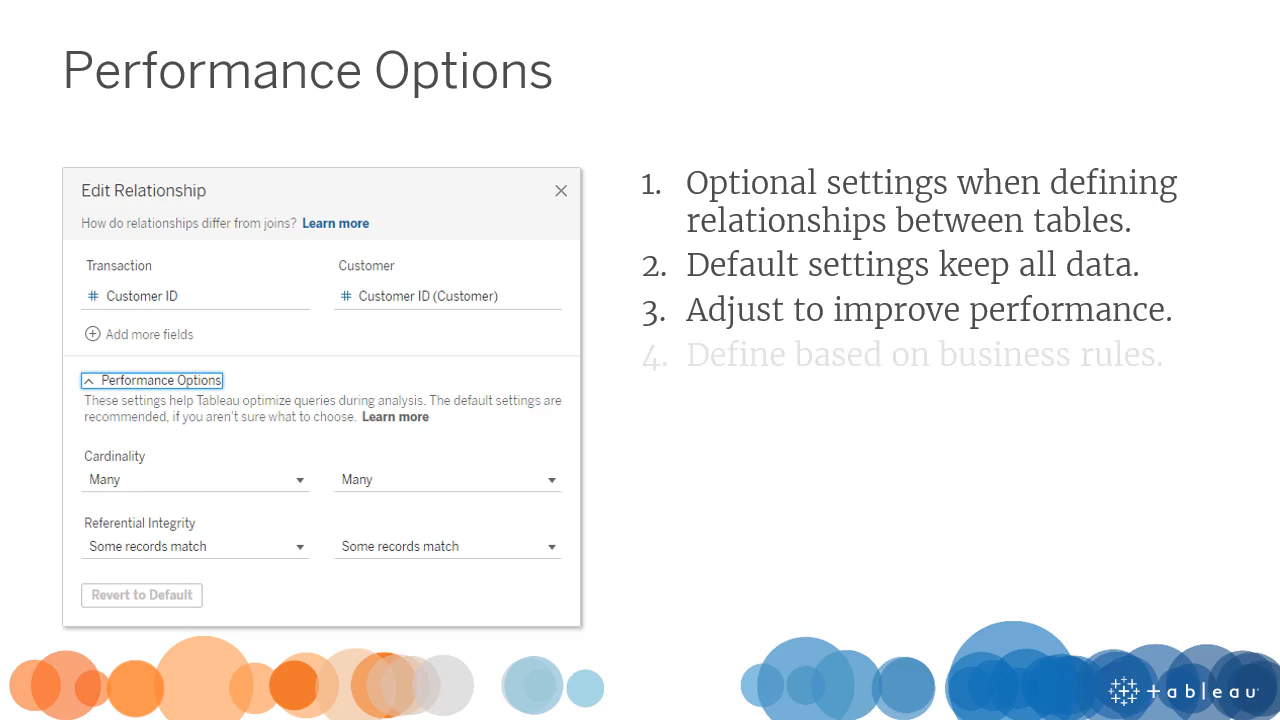 Performance Options
Edit Relationship
How do relationships differ from joins? Learn more
Transaction Customer
# Customer ID # Customer ID (Customer)
Add more fields
Performance Options
These settings help Tableau optimize queries during analysis. The default settings are
recommended, if you aren't sure what to choose. Learn more
Cardinality
Many Many
Referential Integrity
Some records match Some records match
Revert to Default
1. Optional settings when defining
relationships between tables.
2. Default settings keep all data.
3. Adjust to improve performance.
4. Define based on business rules.
tableau